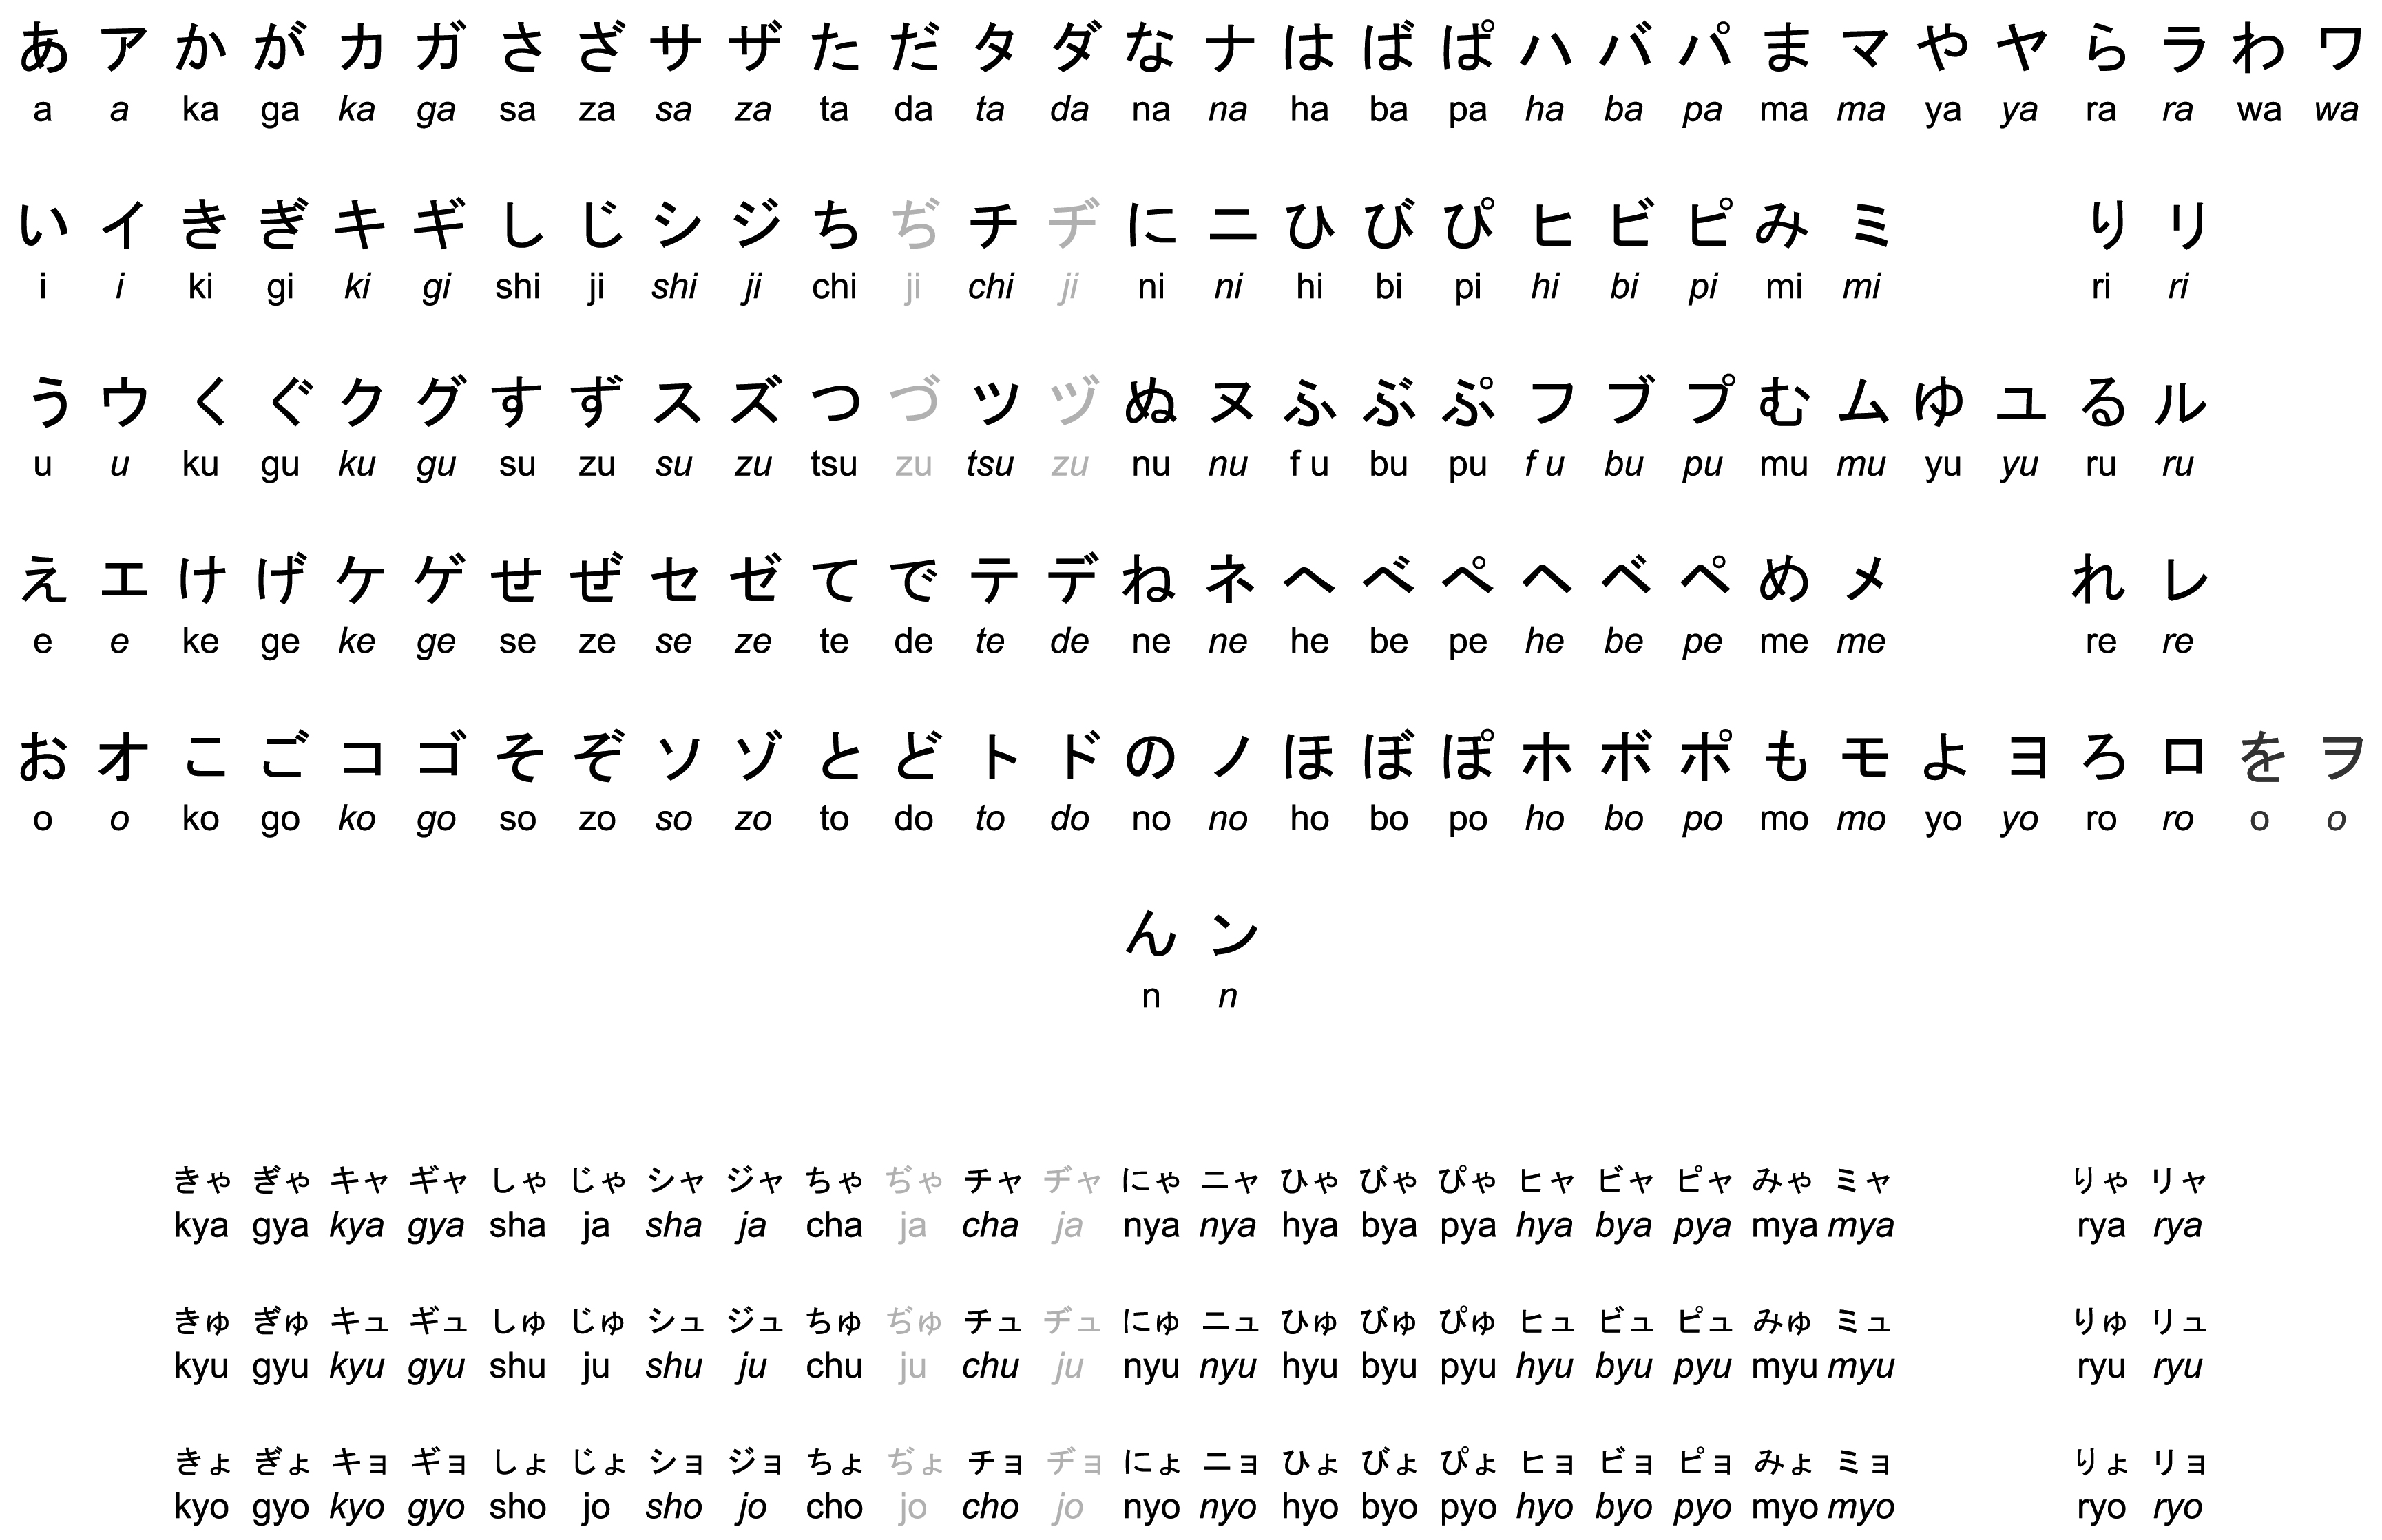 あ ア か が カ ガ さ ざ サ ザ た だ タ ダ な ナ は ば ぱ ハ バ パ ま マ や ヤ ら ラ わ ワ
a a ka ga ka ga sa za sa za ta da ta da na na ha ba pa ha ba pa ma ma ya ya ra ra wa wa
い イ き ぎ キ ギ し じ シ ジ ち ぢ チ ヂ に ニ ひ び ぴ ヒ ビ ピ み ミ り リ
i i ki gi ki gi shi ji shi ji chi ji chi ji ni ni hi bi pi hi bi pi mi mi ri ri
う ウ く ぐ ク グ す ず ス ズ つ づ ツ ヅ ぬ ヌ ふ ぶ ぷ フ ブ プ む ム ゆ ユ る ル
u u ku gu ku gu su zu su zu tsu zu tsu zu nu nu f u bu pu f u bu pu mu mu yu yu ru ru
え エ け げ ケ ゲ せ ぜ セ ゼ て で テ デ ね ネ へ べ ぺ ヘ ベ ペ め メ れ レ
e e ke ge ke ge se ze se ze te de te de ne ne he be pe he be pe me me re re
お オ こ ご コ ゴ そ ぞ ソ ゾ と ど ト ド の ノ ほ ぼ ぽ ホ ボ ポ も モ よ ヨ ろ ロ を ヲ
o o ko go ko go so zo so zo to do to do no no ho bo po ho bo po mo mo yo yo ro ro o o
ん ン
n n
きゃ ぎゃ キャ ギャ しゃ じゃ シャ ジャ ちゃ ぢゃ チャ ヂャ にゃ ニャ ひゃ びゃ ぴゃ ヒャ ビャ ピャ みゃ ミャ りゃ リャ
kya gya kya gya sha ja sha ja cha ja cha ja nya nya hya bya pya hya bya pya mya mya rya rya
きゅ ぎゅ キュ ギュ しゅ じゅ シュ ジュ ちゅ ぢゅ チュ ヂュ にゅ ニュ ひゅ びゅ ぴゅ ヒュ ビュ ピュ みゅ ミュ りゅ リュ
kyu gyu kyu gyu shu ju shu ju chu ju chu ju nyu nyu hyu byu pyu hyu byu pyu myu myu ryu ryu
きょ ぎょ キョ ギョ しょ じょ ショ ジョ ちょ ぢょ チョ ヂョ にょ ニョ ひょ びょ ぴょ ヒョ ビョ ピョ みょ ミョ りょ リョ
kyo gyo kyo gyo sho jo sho jo cho jo cho jo nyo nyo hyo byo pyo hyo byo pyo myo myo ryo ryo